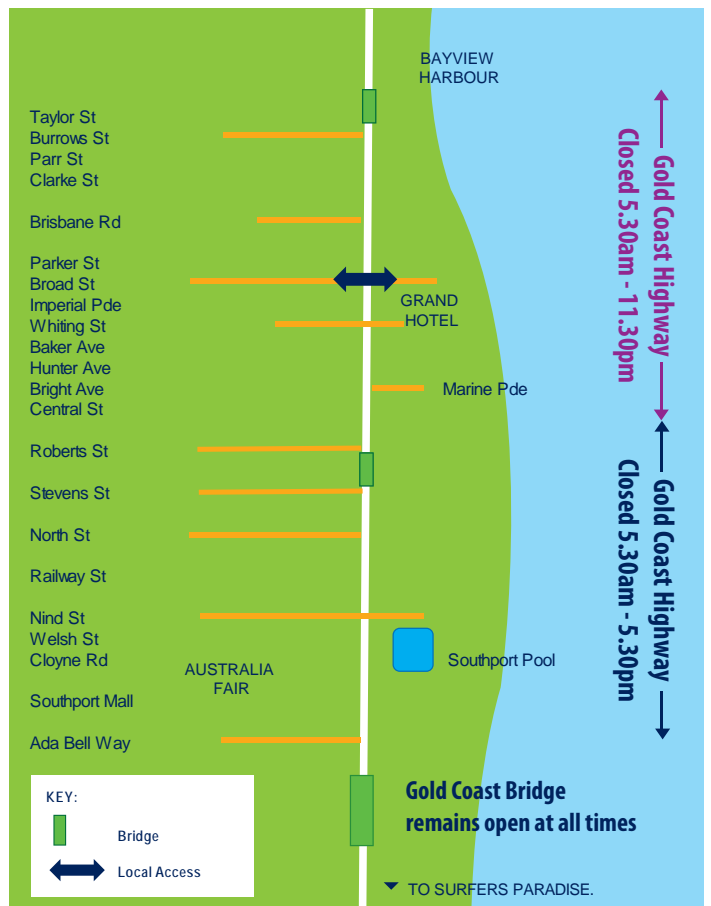 BAYVIEW
HARBOUR
Taylor St
Burrows St
Parr St
Clarke St
Brisbane Rd
Parker St
Broad St
Imperial Pde
Whiting St
Baker Ave
Hunter Ave
Bright Ave
Central St
GRAND
HOTEL
Marine Pde
Roberts St
Stevens St
North St
Railway St
Nind St
Welsh St
Cloyne Rd
Southport Mall
Ada Bell Way
AUSTRALIA
FAIR
Southport Pool
Gold Coast Highway
Closed 5.30am - 11.30pm
Gold Coast Highway
Closed 5.30am - 5.30pm
KEY:
Bridge
Local Access
Gold Coast Bridge
remains open at all times
TO SURFERS PARADISE.